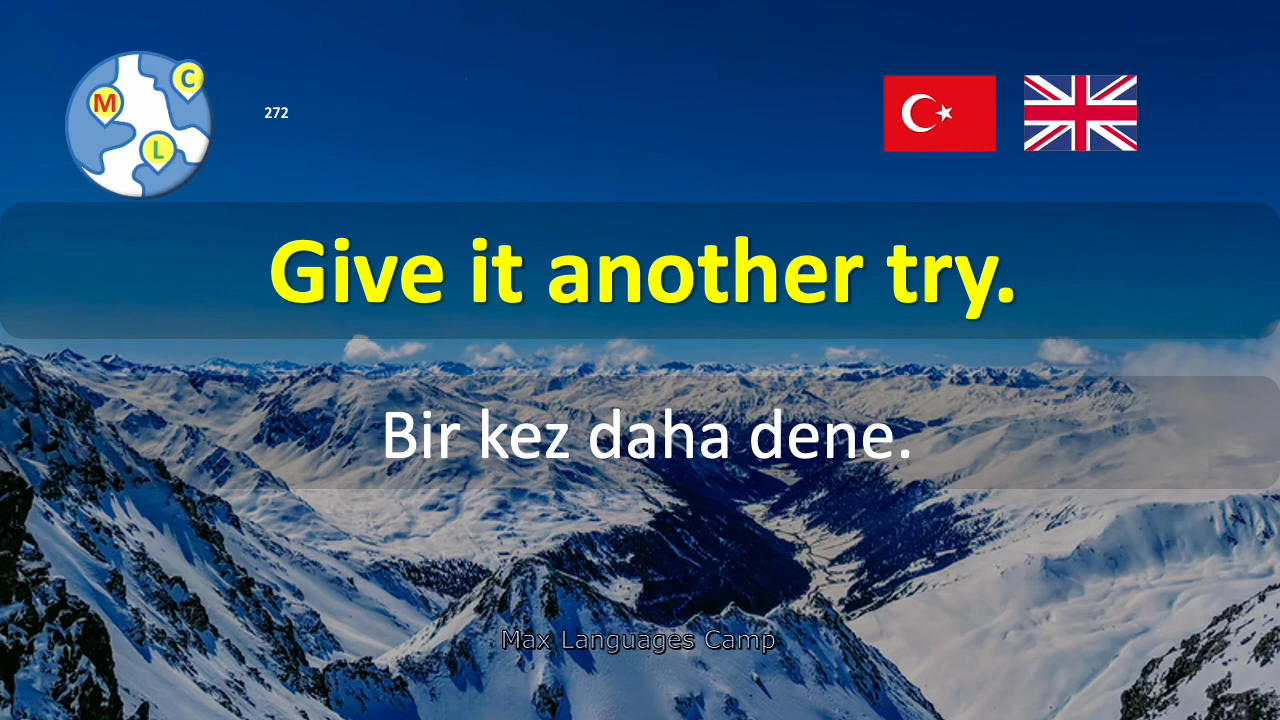 M
C
L
272
Give it another try.
Bir kez daha dene.
Max Languages Camp